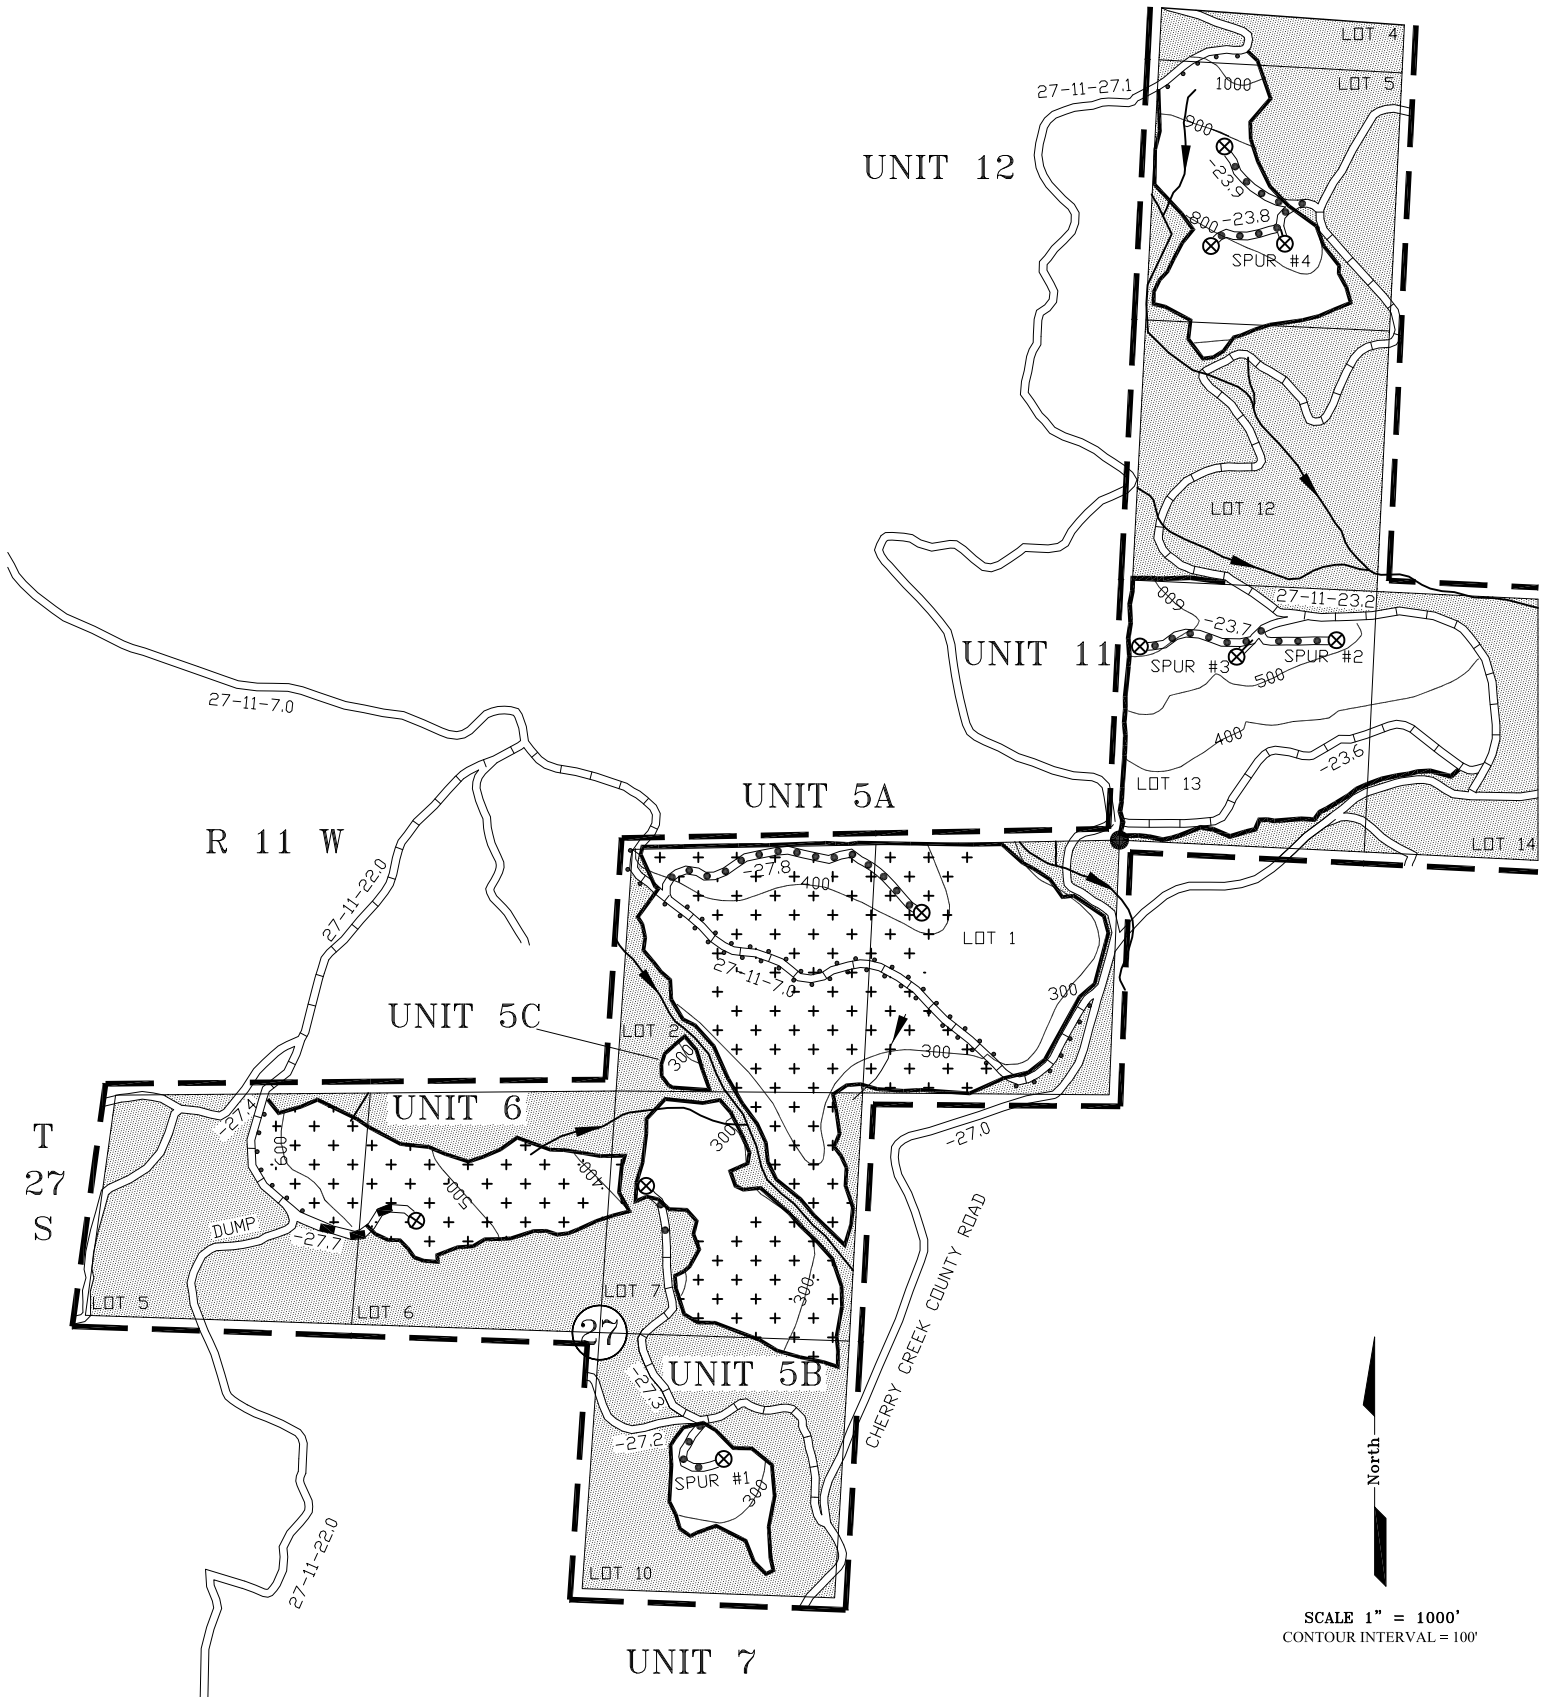 LOT 4
LOT 5
1000
27-11-27.1
900
UNIT 12
-23.9
800
-23.8
SPUR #4
LOT 12
27-11-23.2
600
-23.7
UNIT 11
SPUR #3
SPUR #2
500
27-11-7.0
400
-23.6
LOT 13
UNIT 5A
R 11 W
LOT 14
-27.8
400
27-11-22.0
LOT 1
27-11-7.0
300
UNIT 5C
LOT 2
300
300
UNIT 6
-27.4
T
27
S
600
300
-27.0
400
500
DUMP
-27.7
CHERRY CREEK COUNTY ROAD
LOT 5
LOT 6
LOT 7
300
27
UNIT 5B
-27.3
-27.2
SPUR #1
300
North
27-11-22.0
LOT 10
SCALE 1" = 1000'
CONTOUR INTERVAL = 100'
UNIT 7